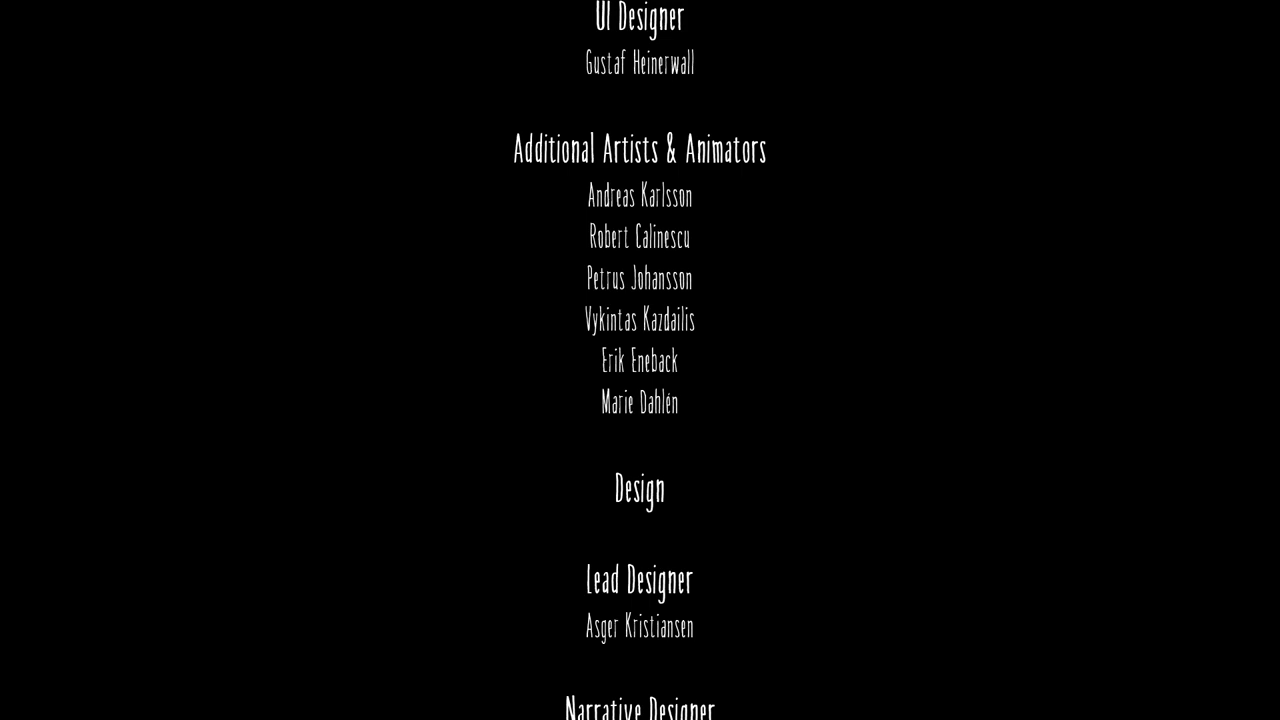 UI Designer
Gustaf Heinerwall
Additional Artists & Animators
Andreas Karlsson
Robert Calinescu
Petrus Johansson
Vykintas Kazdailis
Erik Eneback
Marie Dahlén
Design
Lead Designer
Asger Kristiansen
Narrative Designer